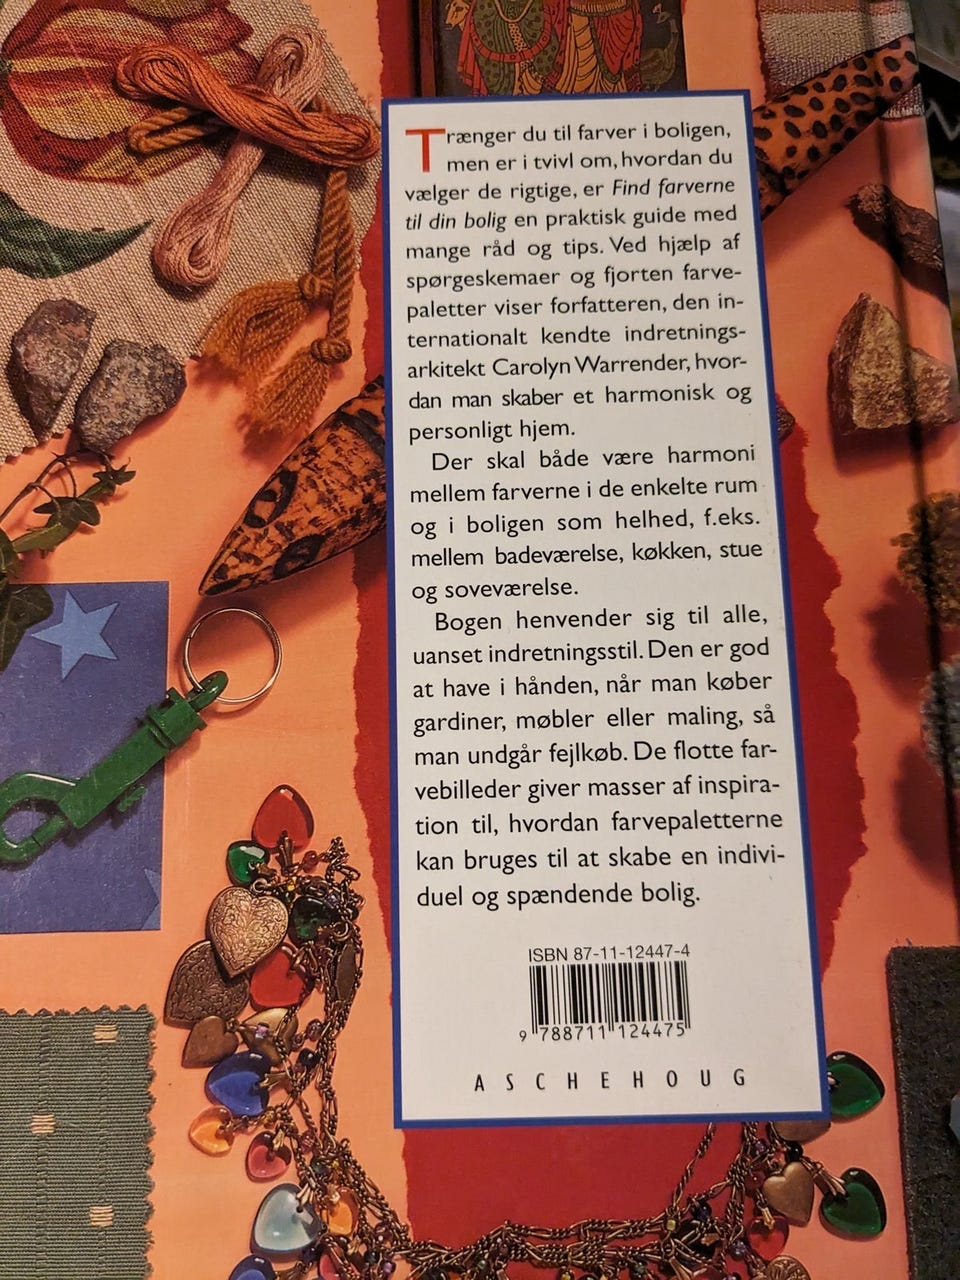 Trænger du til farver i boligen,
men er i tvivl om, hvordan du
vælger de rigtige, er Find farverne
til din bolig en praktisk guide med
mange råd og tips. Ved hjælp af
spørgeskemaer og fjorten farve-
paletter viser forfatteren, den in-
ternationalt kendte indretnings-
arkitekt Carolyn Warrender, hvor-
dan man skaber et harmonisk og
personligt hjem.
Der skal både være harmoni
mellem farverne i de enkelte rum
og i boligen som helhed, f.eks.
mellem badeværelse, køkken, stue
og soveværelse.
Bogen henvender sig til alle,
uanset indretningsstil. Den er god
at have i hånden, når man køber
gardiner, møbler eller maling, så
man undgår fejlkøb. De flotte far-
vebilleder giver masser af inspira-
tion til, hvordan farvepaletterne
kan bruges til at skabe en indivi-
duel og spændende bolig.
ISBN 87-11-12447-4
9 788711 124475
ASCHEHOUG